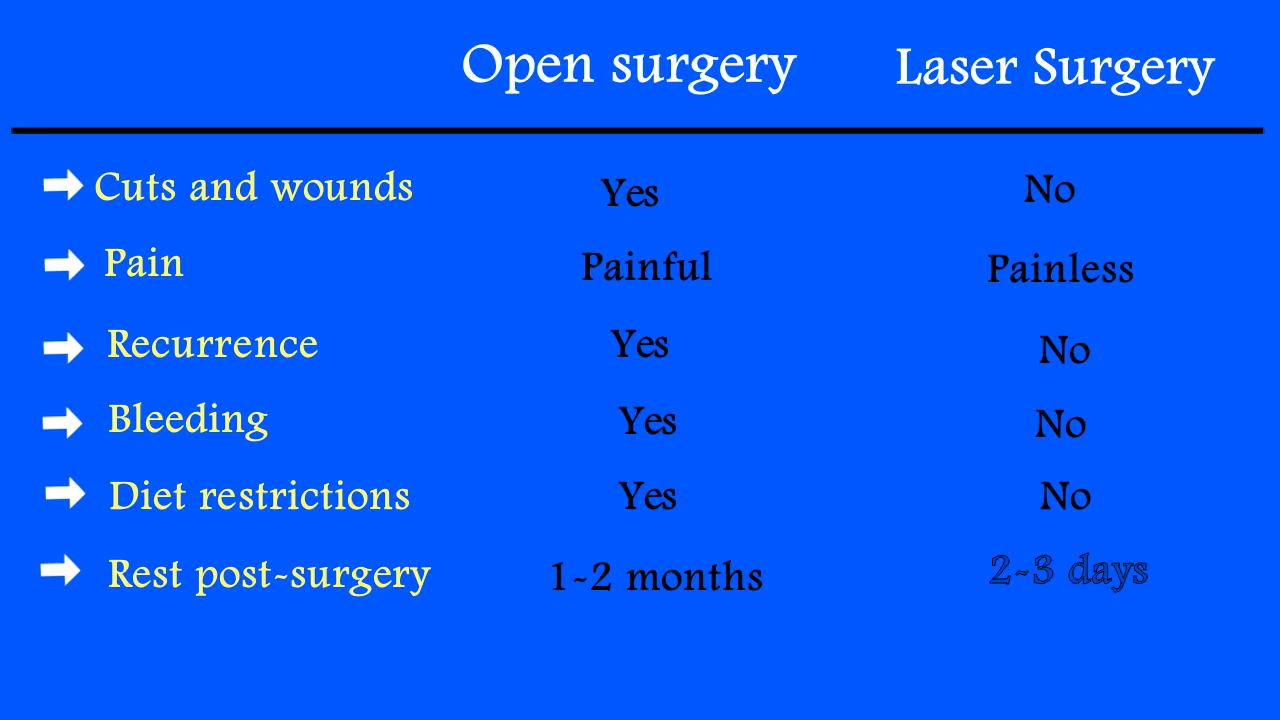 Open surgery Laser Surgery
Cuts and wounds Yes No
Pain Painful Painless
Recurrence Yes No
Bleeding Yes No
Diet restrictions Yes No
Rest post-surgery 1-2 months 2-3 days